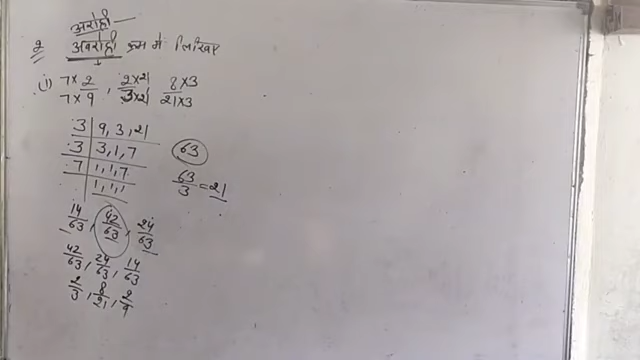 आरोही —
2 अवरोही क्रम में लिखिए
(i) 7×2/7×9, 2×21/3×21 8×3/21×3
3 | 9, 3, 21
3 | 3, 1, 7 63
7 | 1, 1, 7 63/3 = 21
1, 1, 1
14/63, 42/63, 24/63
42/63, 24/63, 14/63
2/3, 8/21, 2/9